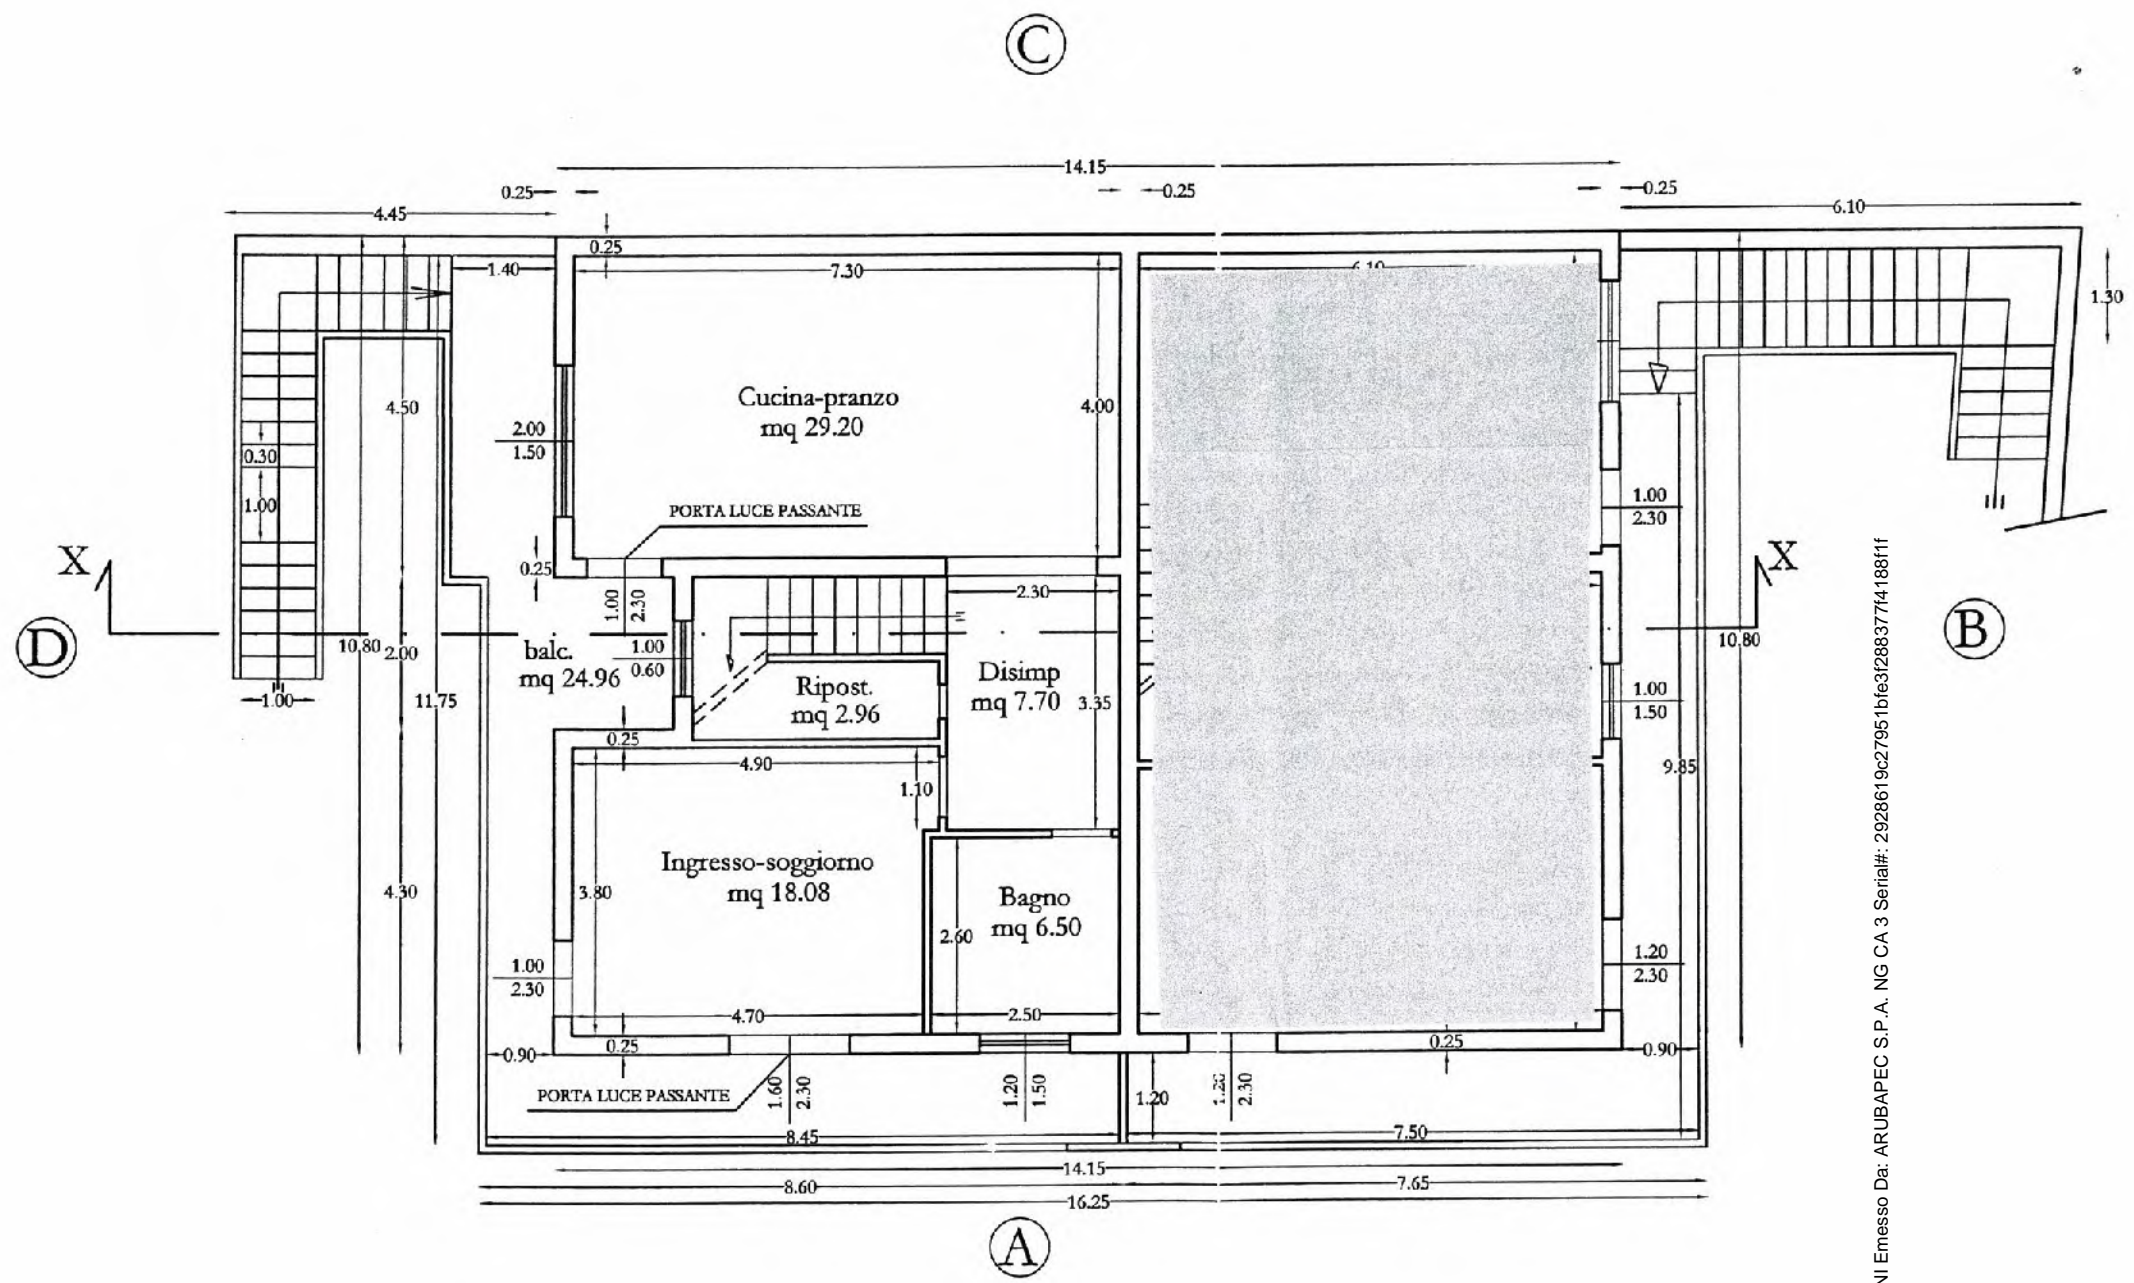 C
14.15
0.25
0.25
0.25
4.45
6.10
0.25
1.40
7.30
1.30
Cucina-pranzo
mq 29.20
4.50
4.00
2.00
1.50
0.30
1.00
PORTA LUCE PASSANTE
1.00
2.30
X
X
0.25
1.00
2.30
2.30
D
B
10.80
2.00
balc.
mq 24.96
1.00
0.60
Disimp
mq 7.70
10.80
Ripost.
mq 2.96
3.35
1.00
11.75
1.00
1.50
0.25
4.90
9.85
1.10
Ingresso-soggiorno
mq 18.08
4.30
3.80
Bagno
mq 6.50
2.60
1.00
2.30
1.20
2.30
4.70
2.50
0.90
0.25
0.25
0.90
PORTA LUCE PASSANTE
1.60
2.30
1.20
1.50
1.20
1.20
2.30
8.45
7.50
14.15
8.60
7.65
16.25
A
NI Emesso Da: ARUBAPEC S.P.A. NG CA 3 Serial#: 2928619c27951bfe3f288377f4188f1f